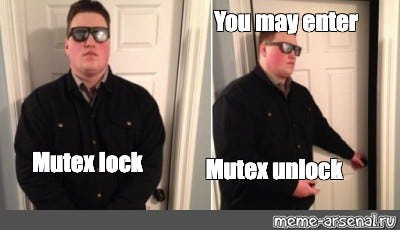 You may enter
Mutex lock
Mutex unlock
meme-arsenal.ru